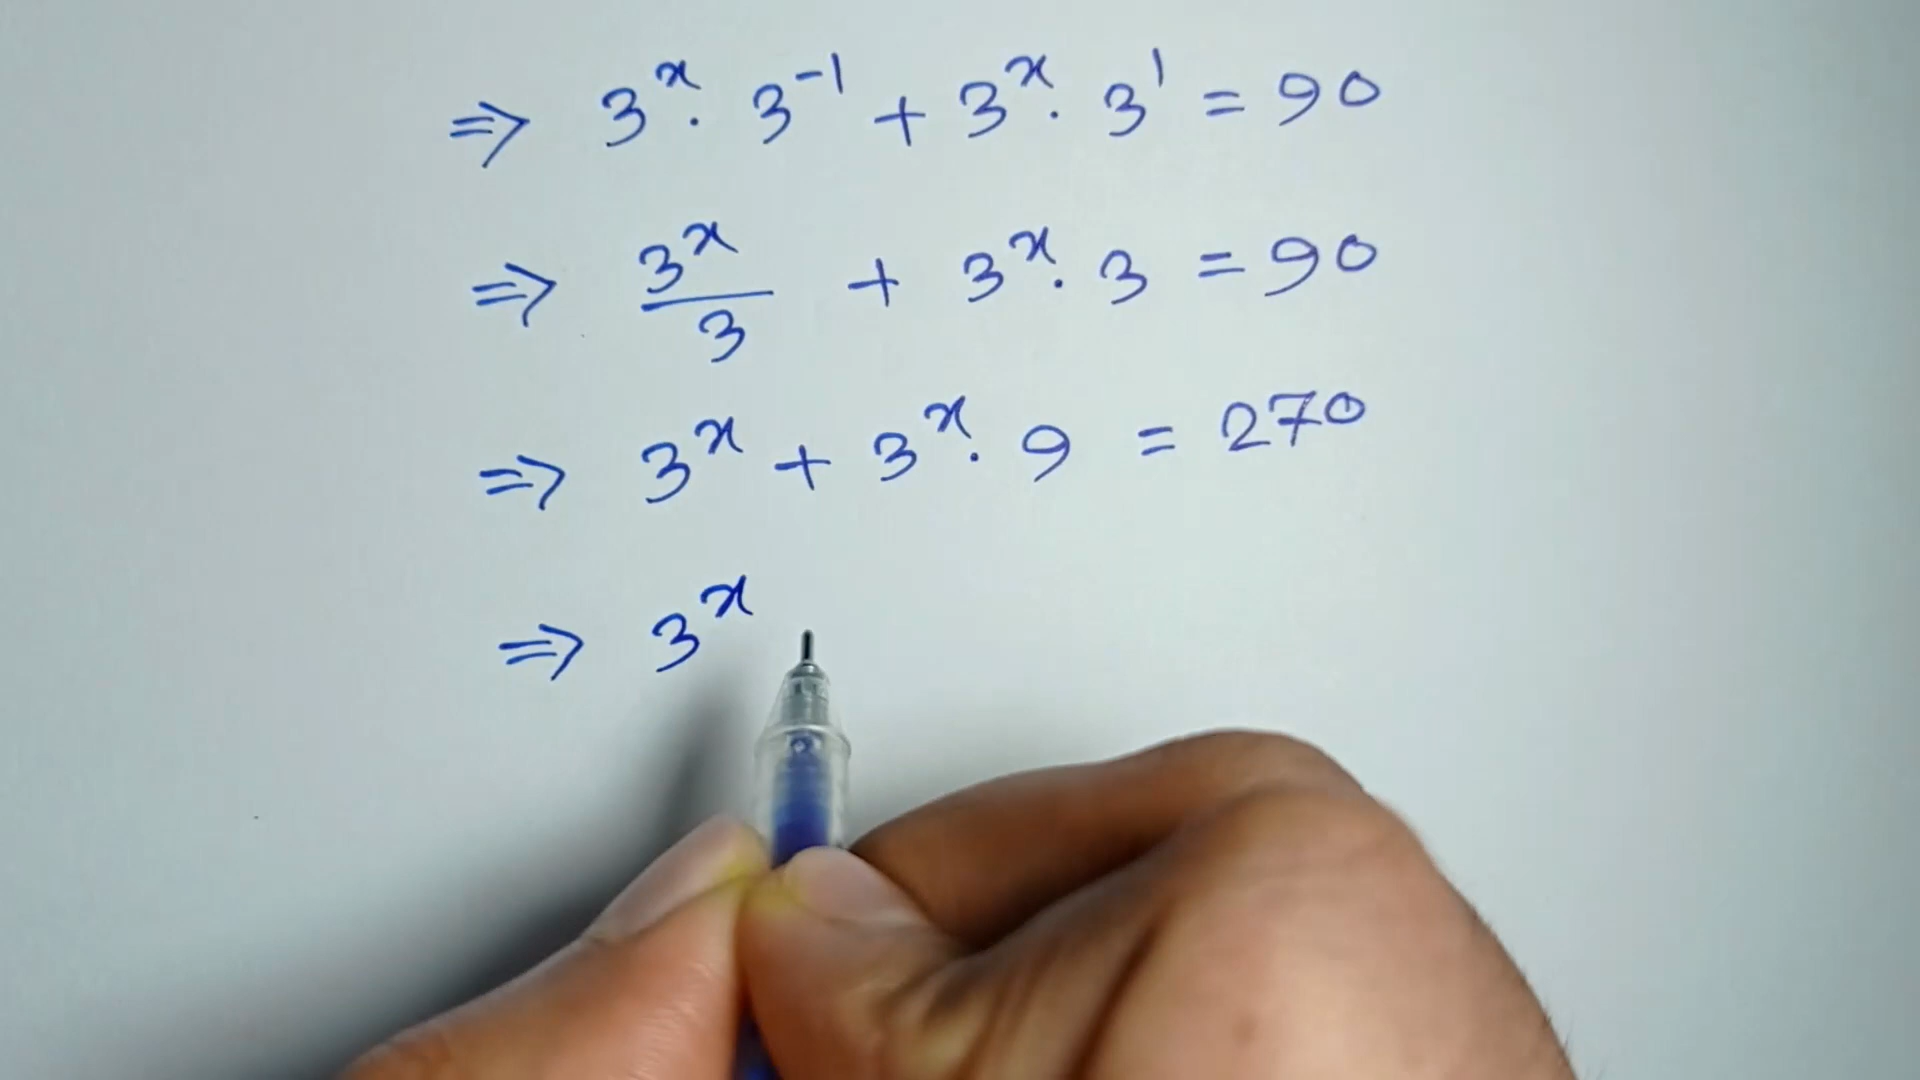 ⇒ 3^x · 3^-1 + 3^x · 3^1 = 90
⇒ 3^x/3 + 3^x · 3 = 90
⇒ 3^x + 3^x · 9 = 270
⇒ 3^x